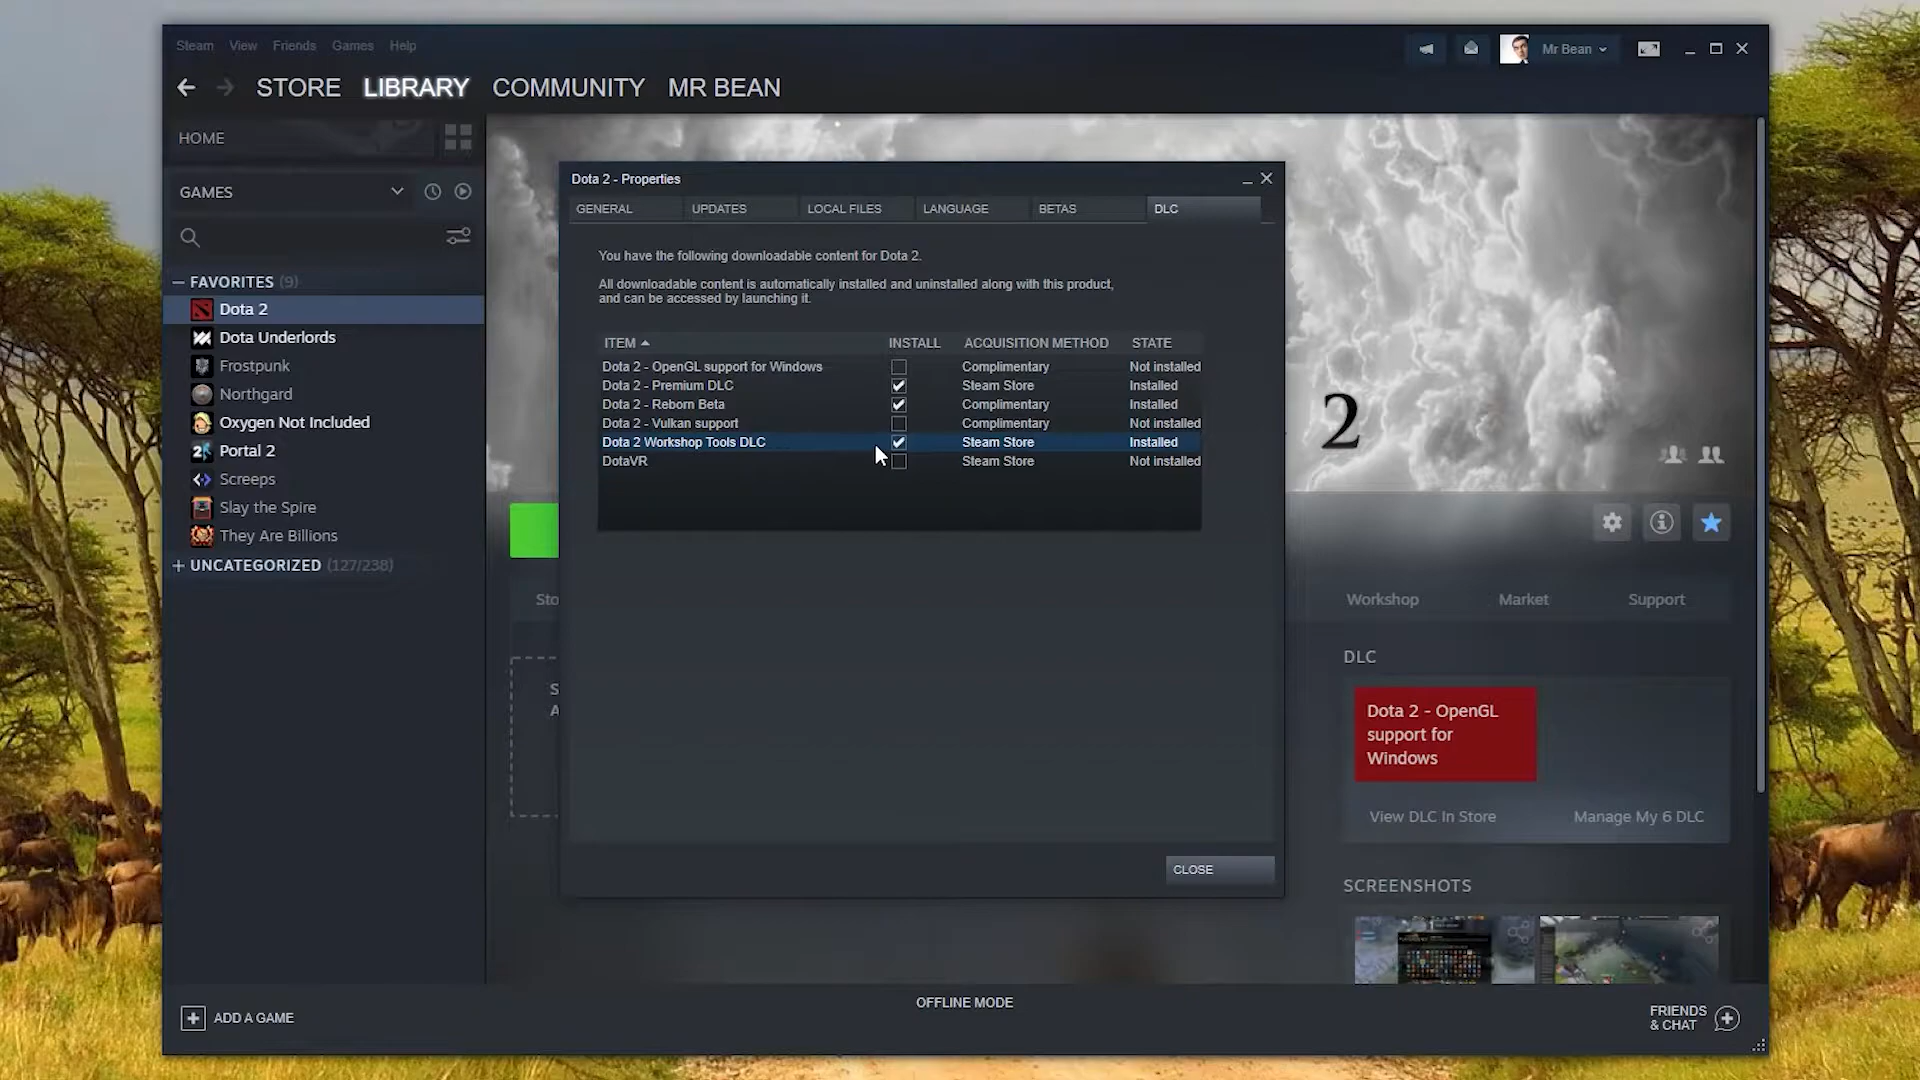 Steam View Friends Games Help
Mr Bean
STORE LIBRARY COMMUNITY MR BEAN
HOME
GAMES
FAVORITES (9)
Dota 2
Dota Underlords
Frostpunk
Northgard
Oxygen Not Included
Portal 2
Screeps
Slay the Spire
They Are Billions
UNCATEGORIZED (127/238)
Dota 2 - Properties
GENERAL UPDATES LOCAL FILES LANGUAGE BETAS DLC
You have the following downloadable content for Dota 2.
All downloadable content is automatically installed and uninstalled along with this product,
and can be accessed by launching it.
ITEM INSTALL ACQUISITION METHOD STATE
Dota 2 - OpenGL support for Windows Complimentary Not installed
Dota 2 - Premium DLC Steam Store Installed
Dota 2 - Reborn Beta Complimentary Installed
Dota 2 - Vulkan support Complimentary Not installed
Dota 2 Workshop Tools DLC Steam Store Installed
DotaVR Steam Store Not installed
CLOSE
2
Sto
S
A
Workshop Market Support
DLC
Dota 2 - OpenGL
support for
Windows
View DLC In Store Manage My 6 DLC
SCREENSHOTS
ADD A GAME
OFFLINE MODE
FRIENDS
& CHAT